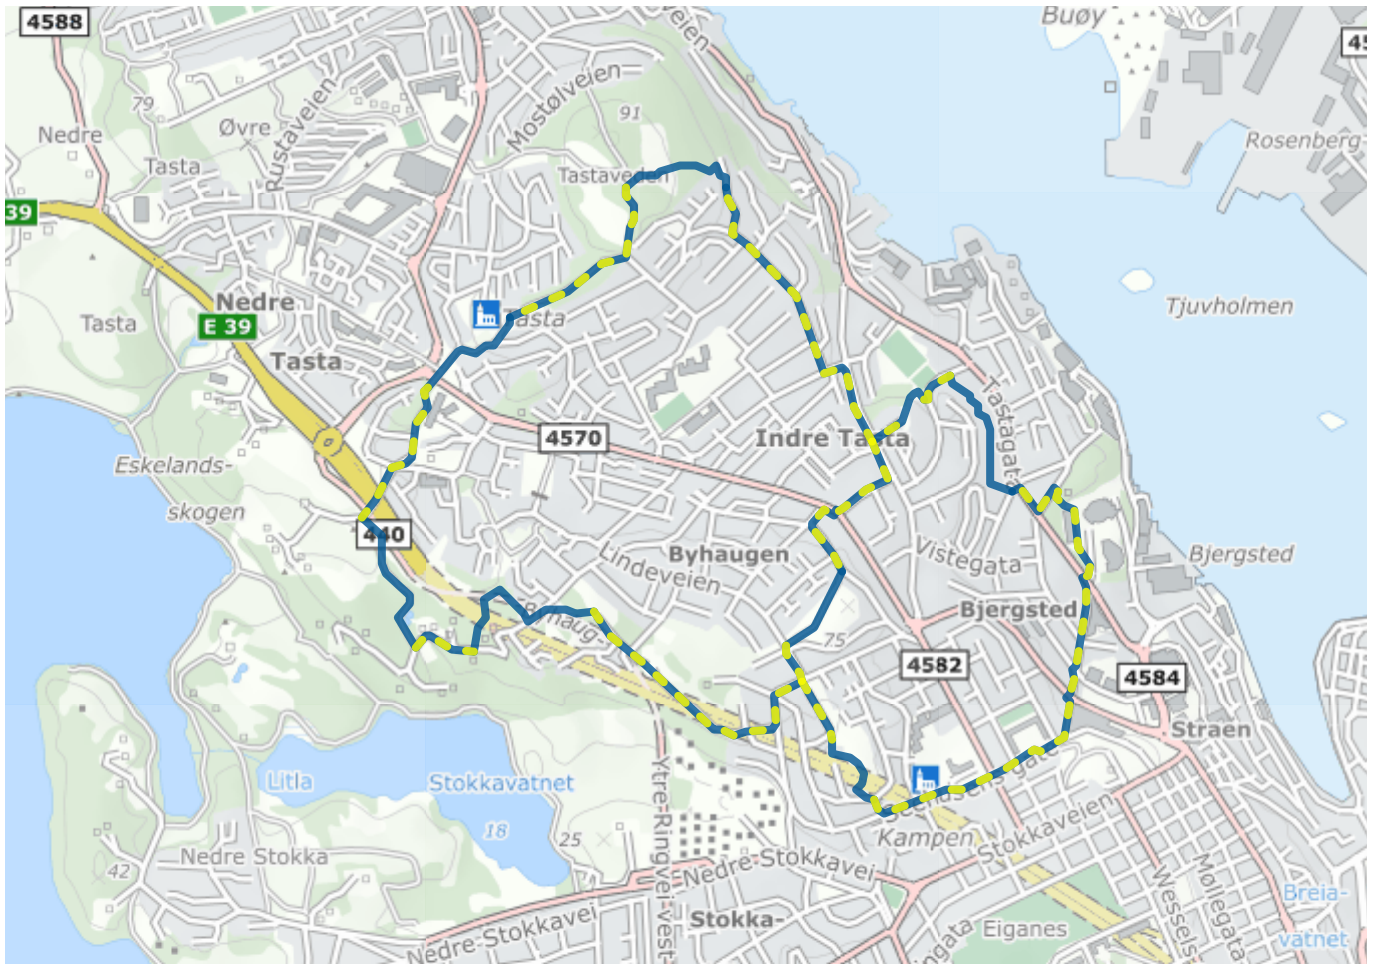 4588
veien
Buøy
45
Mostølveien
79
91
Nedre
Øvre
Rustaveien
Rosenberg-
Tasta
Tastaveden
39
Nedre
Tjuvholmen
Tasta
E 39
Tasta
Tasta
Tastagata
4570
Indre Tasta
Eskelands-
skogen
440
Byhaugen
Lindeveien
Vistegata
Bjergsted
Byhaug-
75
Bjergsted
4582
4584
Straen
Litla
Stokkavatnet
Ytre-Ringvei-vest
18
25
Kampen
Stokkaveien
Nedre Stokka
42
Nedre-Stokkavei
Møllegata
Wessels
Breia-
vatnet
Nedre-Stokkavei
Stokka-
Eiganes